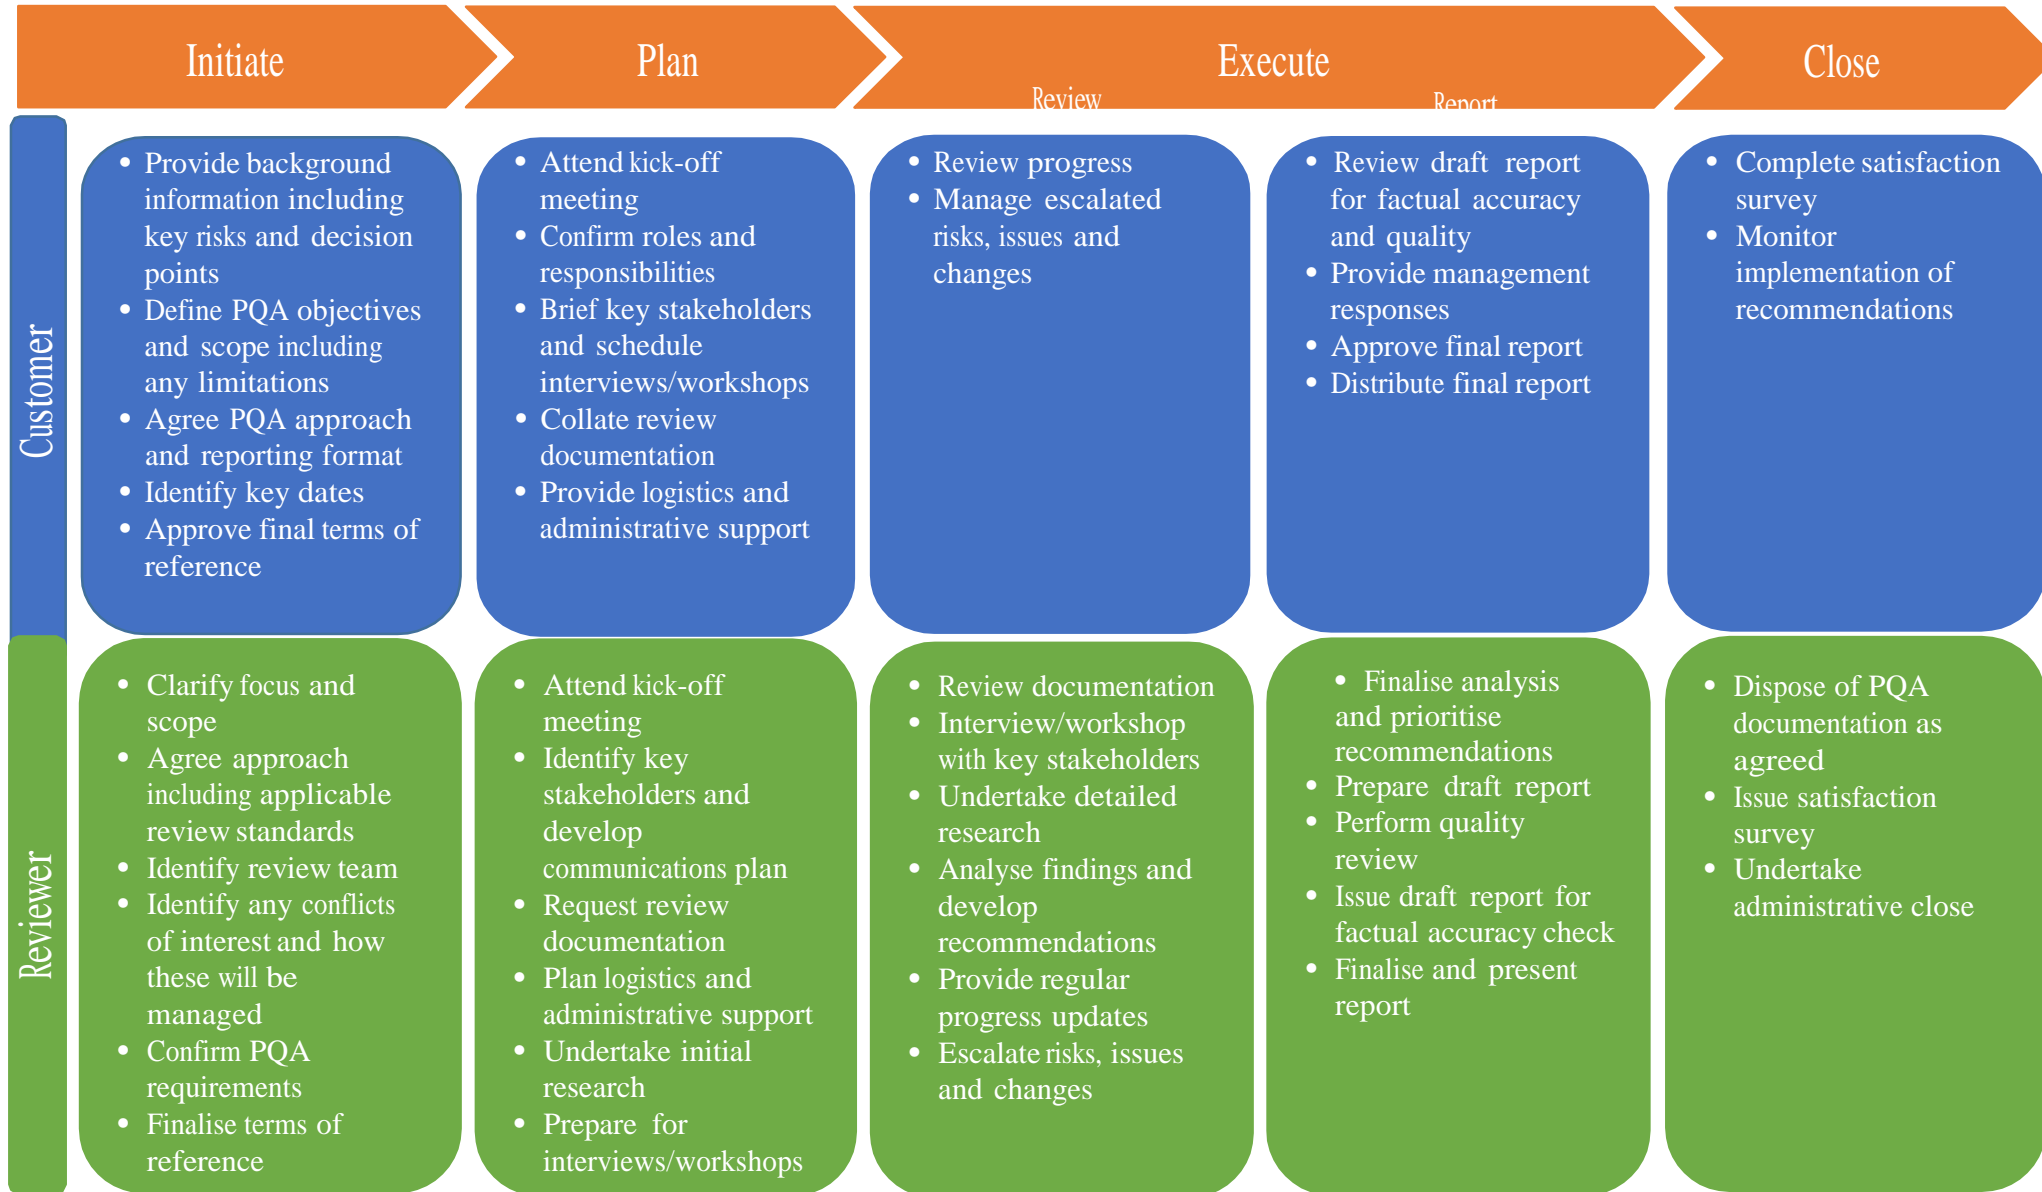 Initiate
Plan
Execute
Close
Review
Report
Customer
• Provide background
information including
key risks and decision
points
• Define PQA objectives
and scope including
any limitations
• Agree PQA approach
and reporting format
• Identify key dates
• Approve final terms of
reference
• Attend kick-off
meeting
• Confirm roles and
responsibilities
• Brief key stakeholders
and schedule
interviews/workshops
• Collate review
documentation
• Provide logistics and
administrative support
• Review progress
• Manage escalated
risks, issues and
changes
• Review draft report
for factual accuracy
and quality
• Provide management
responses
• Approve final report
• Distribute final report
• Complete satisfaction
survey
• Monitor
implementation of
recommendations
Reviewer
• Clarify focus and
scope
• Agree approach
including applicable
review standards
• Identify review team
• Identify any conflicts
of interest and how
these will be
managed
• Confirm PQA
requirements
• Finalise terms of
reference
• Attend kick-off
meeting
• Identify key
stakeholders and
develop
communications plan
• Request review
documentation
• Plan logistics and
administrative support
• Undertake initial
research
• Prepare for
interviews/workshops
• Review documentation
• Interview/workshop
with key stakeholders
• Undertake detailed
research
• Analyse findings and
develop
recommendations
• Provide regular
progress updates
• Escalate risks, issues
and changes
• Finalise analysis
and prioritise
recommendations
• Prepare draft report
• Perform quality
review
• Issue draft report for
factual accuracy check
• Finalise and present
report
• Dispose of PQA
documentation as
agreed
• Issue satisfaction
survey
• Undertake
administrative close